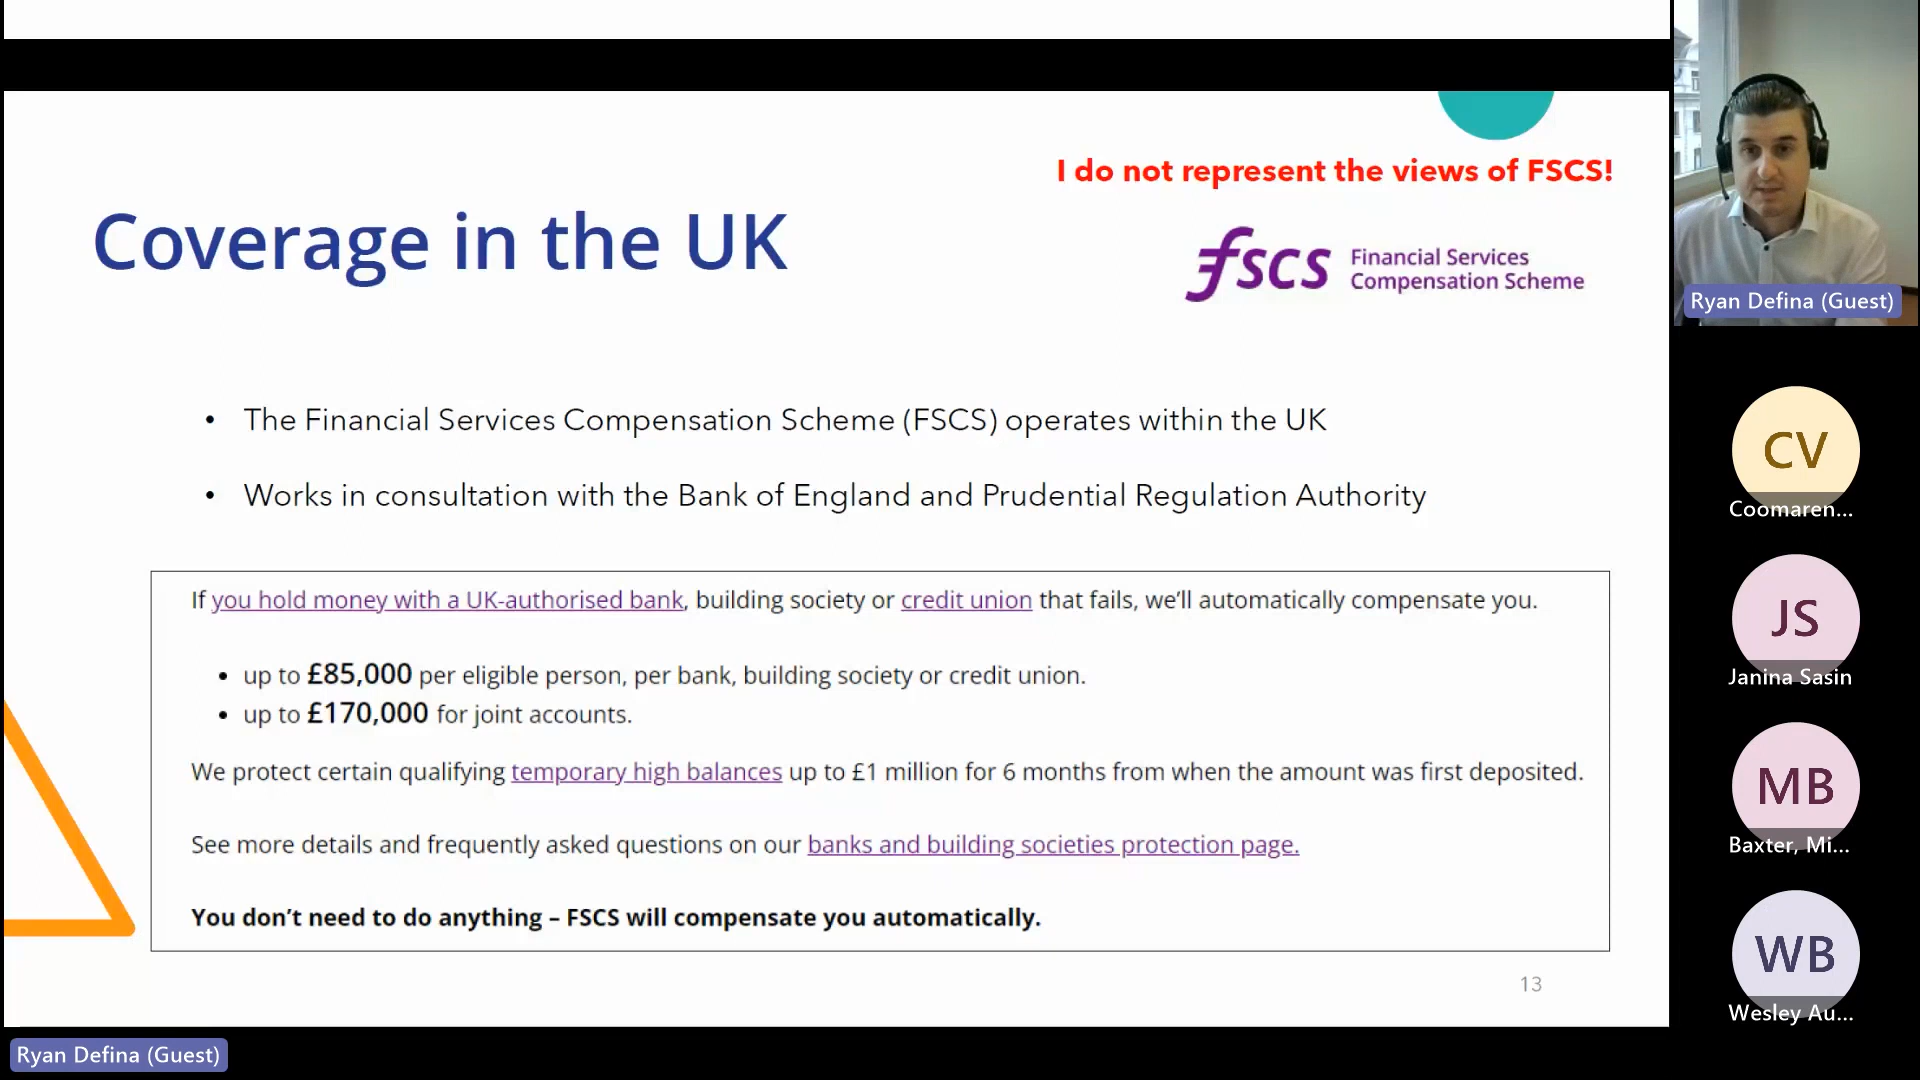 I do not represent the views of FSCS!
Coverage in the UK
fscs Financial Services
Compensation Scheme
• The Financial Services Compensation Scheme (FSCS) operates within the UK
• Works in consultation with the Bank of England and Prudential Regulation Authority
If you hold money with a UK-authorised bank, building society or credit union that fails, we’ll automatically compensate you.
• up to £85,000 per eligible person, per bank, building society or credit union.
• up to £170,000 for joint accounts.
We protect certain qualifying temporary high balances up to £1 million for 6 months from when the amount was first deposited.
See more details and frequently asked questions on our banks and building societies protection page.
You don’t need to do anything – FSCS will compensate you automatically.
13
Ryan Defina (Guest)
Ryan Defina (Guest)
CV
Coomaren...
JS
Janina Sasin
MB
Baxter, Mi...
WB
Wesley Au...